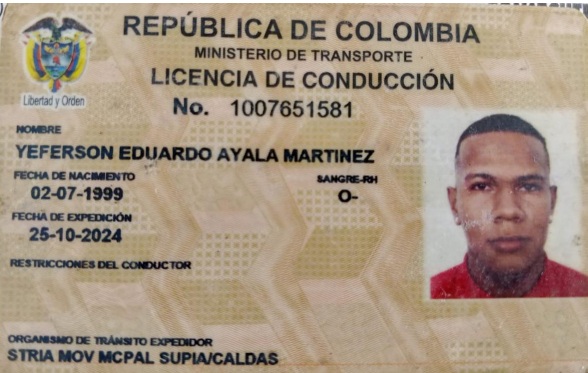 REPÚBLICA DE COLOMBIA
MINISTERIO DE TRANSPORTE
LICENCIA DE CONDUCCIÓN
Libertad y Orden
No. 1007651581
NOMBRE
YEFERSON EDUARDO AYALA MARTINEZ
FECHA DE NACIMIENTO SANGRE-RH
02-07-1999 O-
FECHA DE EXPEDICIÓN
25-10-2024
RESTRICCIONES DEL CONDUCTOR
ORGANISMO DE TRÁNSITO EXPEDIDOR
STRIA MOV MCPAL SUPIA/CALDAS